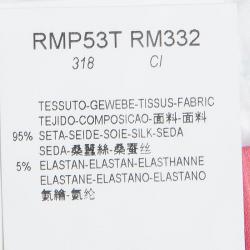 RMP53T RM332
318 CI
TESSUTO-GEWEBE-TISSUS-FABRIC
TEJIDO-COMPOSICAO-面料-面料
95% SETA-SEIDE-SOIE-SILK-SEDA
SEDA-桑蠶絲-桑蚕丝
5% ELASTAN-ELASTAN-ELASTHANNE
ELASTANE-ELASTANO-ELASTANO
氨綸-氨纶